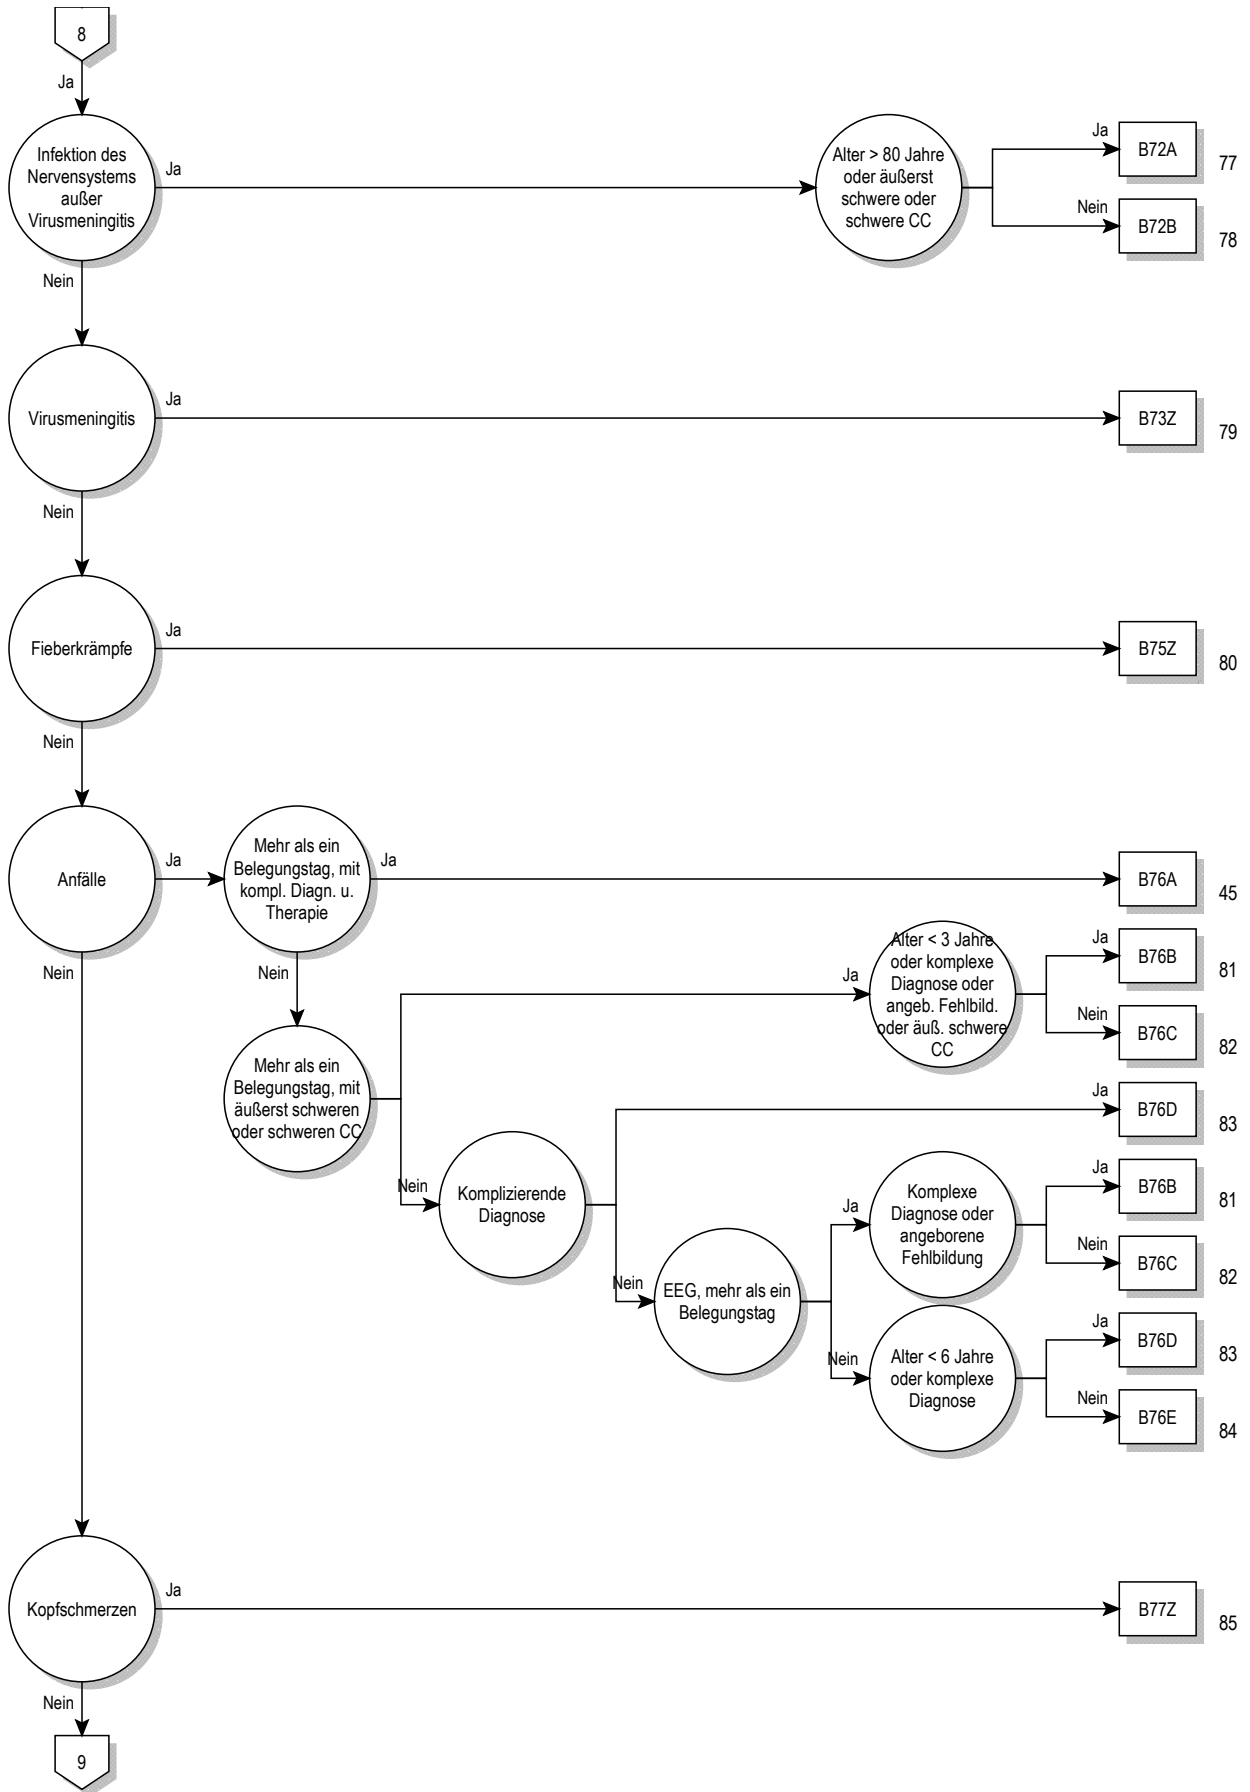 8
Ja
Infektion des
Nervensystems
außer
Virusmeningitis
Ja
Alter > 80 Jahre
oder äußerst
schwere oder
schwere CC
Ja
B72A
77
Nein
B72B
78
Nein
Virusmeningitis
Ja
B73Z
79
Nein
Fieberkrämpfe
Ja
B75Z
80
Nein
Anfälle
Ja
Mehr als ein
Belegungstag, mit
kompl. Diagn. u.
Therapie
Ja
B76A
45
Nein
Nein
Mehr als ein
Belegungstag, mit
äußerst schweren
oder schweren CC
Ja
Alter < 3 Jahre
oder komplexe
Diagnose oder
angeb. Fehlbild.
oder äuß. schwere
CC
Ja
B76B
81
Nein
B76C
82
Nein
Komplizierende
Diagnose
Ja
B76D
83
Nein
EEG, mehr als ein
Belegungstag
Ja
Komplexe
Diagnose oder
angeborene
Fehlbildung
Ja
B76B
81
Nein
B76C
82
Nein
Alter < 6 Jahre
oder komplexe
Diagnose
Ja
B76D
83
Nein
B76E
84
Kopfschmerzen
Ja
B77Z
85
Nein
9